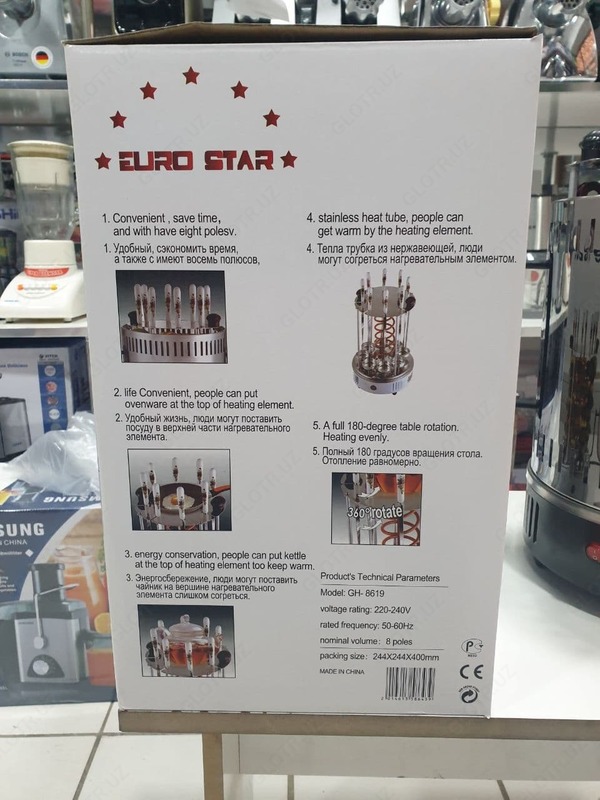 EURO STAR
1. Convenient , save time,
and with have eight polesv.
1. Удобный, сэкономить время,
а также с имеют восемь полюсов,
2. life Convenient, people can put
ovenware at the top of heating element.
2. Удобный жизнь, люди могут поставить
посуду в верхней части нагревательного
элемента.
3. energy conservation, people can put kettle
at the top of heating element too keep warm.
3. Энергосбережение, люди могут поставить
чайник на вершине нагревательного
элемента слишком согреться.
4. stainless heat tube, people can
get warm by the heating element.
4. Тепла трубка из нержавеющей, люди
могут согреться нагревательным элементом.
5. A full 180-degree table rotation.
Heating evenly.
5. Полный 180 градусов вращения стола.
Отопление равномерно.
360° rotate
Product's Technical Parameters
Model: GH- 8619
voltage rating: 220-240V
rated frequency: 50-60Hz
nominal volume: 8 poles
packing size: 244X244X400mm
MADE IN CHINA
CE
SAMSUNG
SUNG
N CHINA
GLOTR.UZ